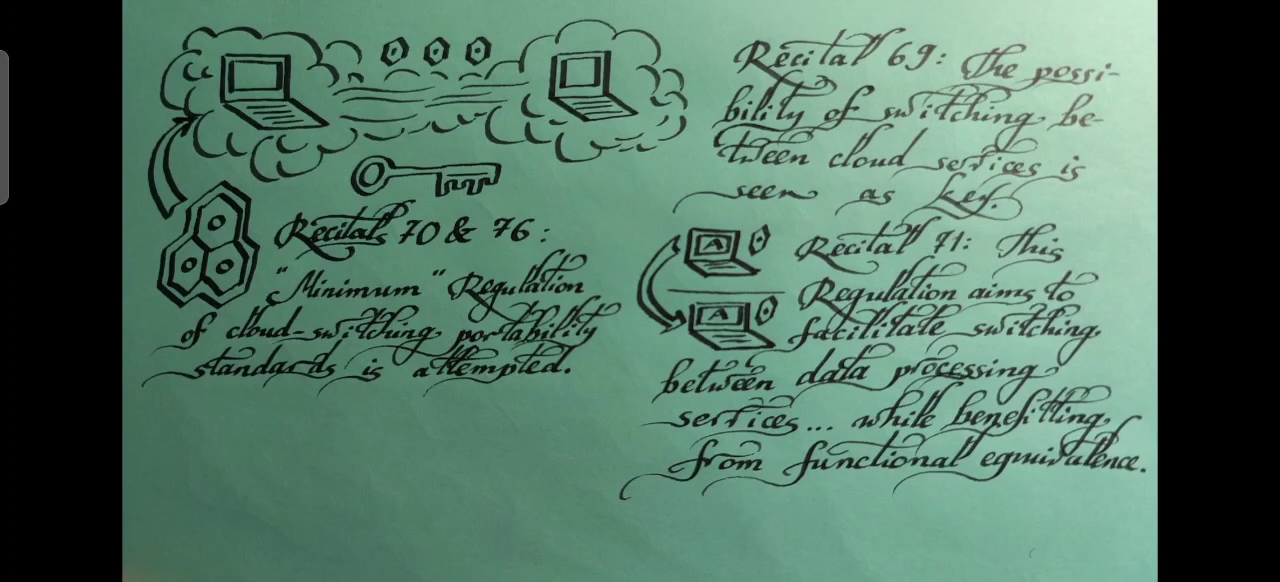 Recital 69: The possi-
bility of switching be-
tween cloud services is
seen as key.
Recitals 70 & 76:
"Minimum" Regulation
of cloud-switching portability
standards is attempted.
A
A
Recital 71: This
Regulation aims to
facilitate switching
between data processing
services... while benefitting
from functional equivalence.